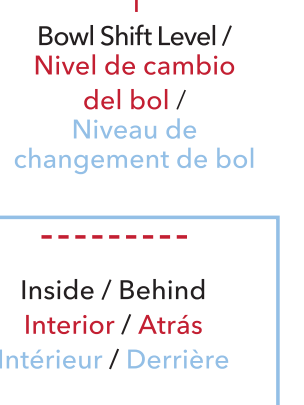 Bowl Shift Level /
Nivel de cambio
del bol /
Niveau de
changement de bol
Inside / Behind
Interior / Atrás
Intérieur / Derrière